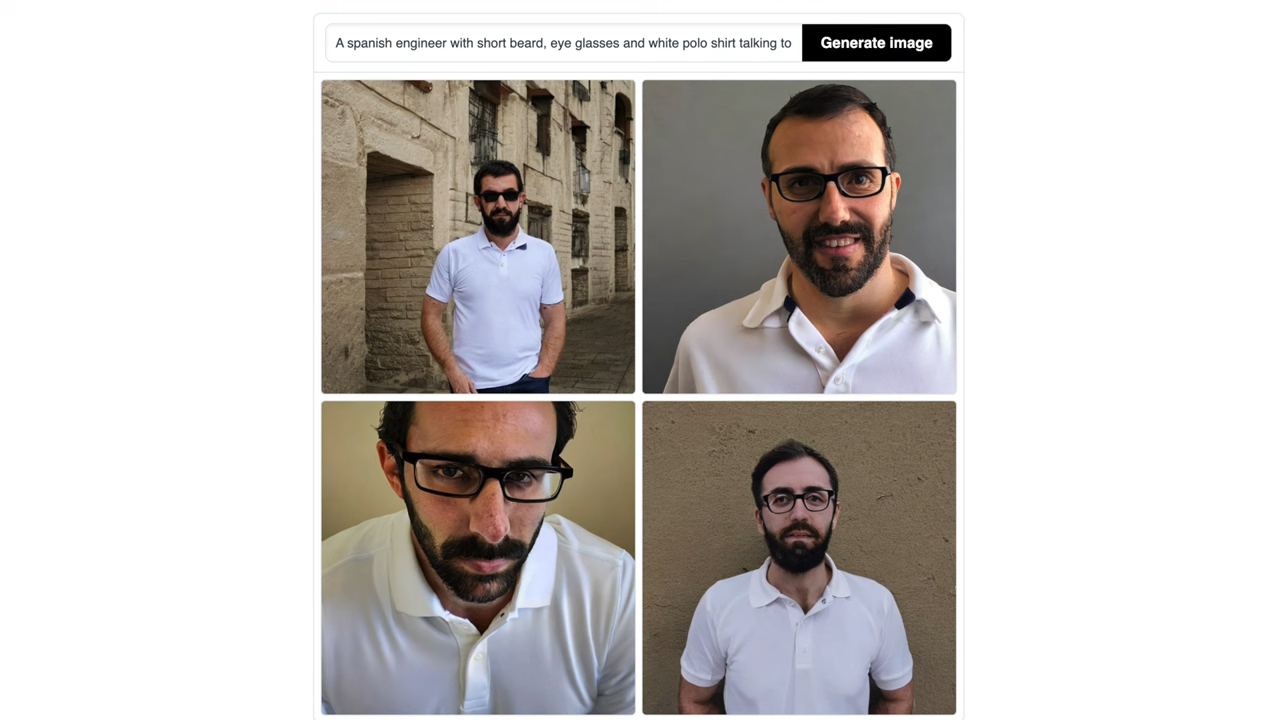 A spanish engineer with short beard, eye glasses and white polo shirt talking to
Generate image